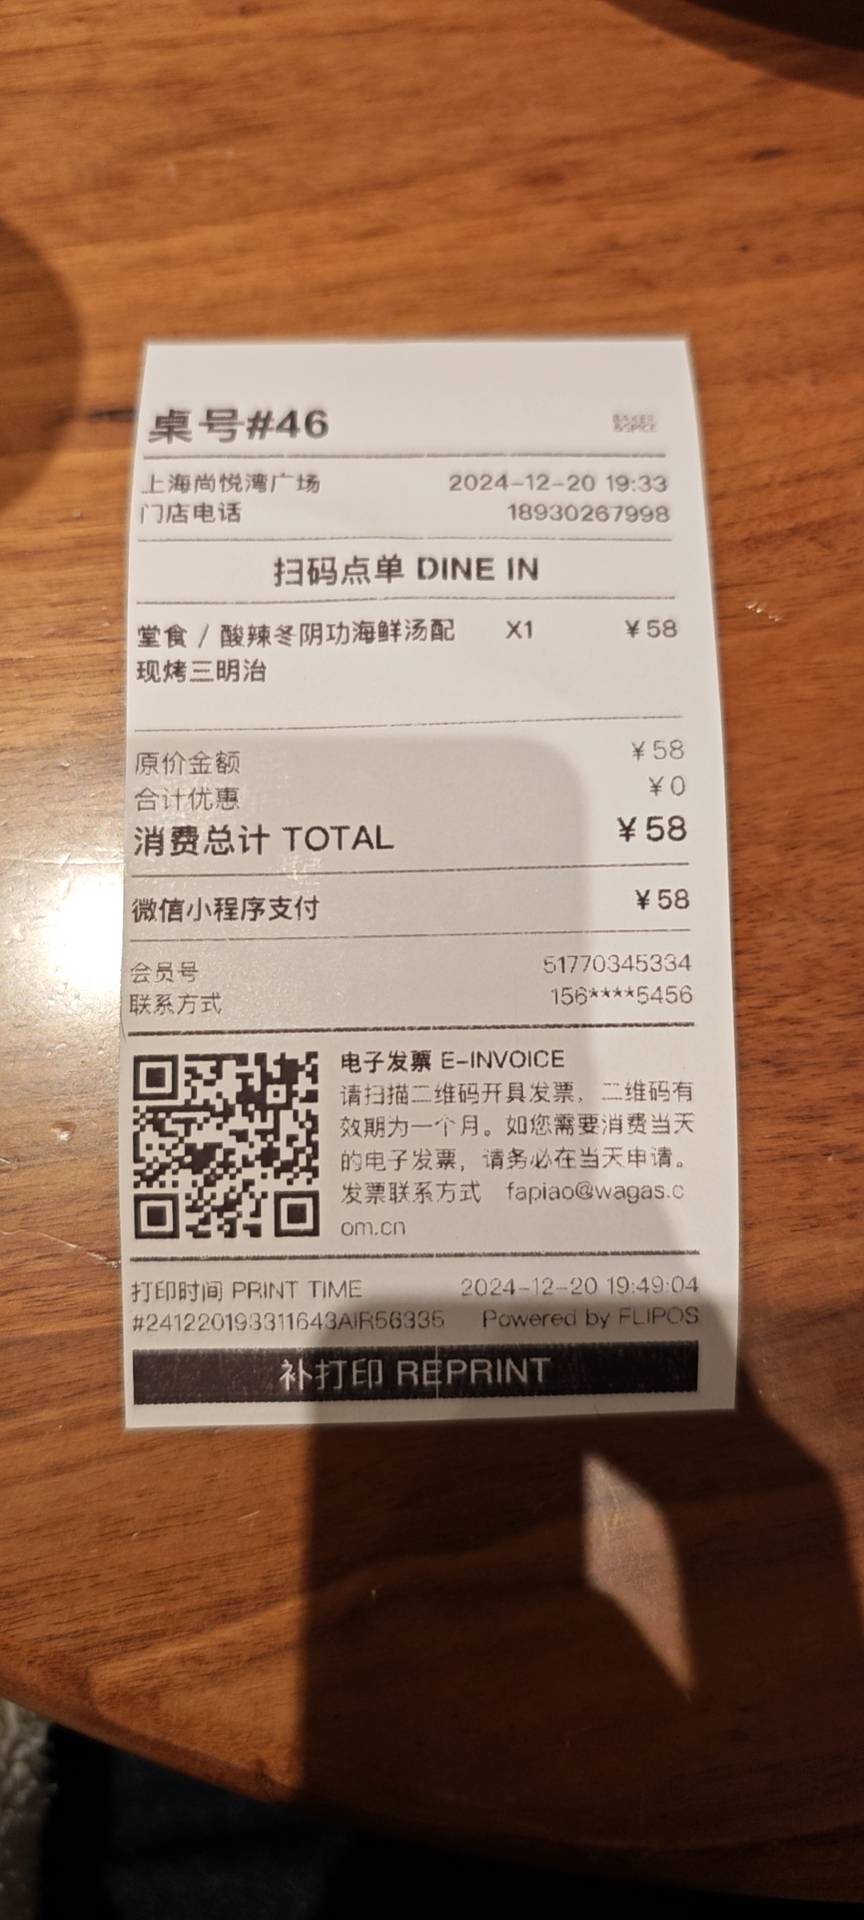 桌号#46
BAKER
&SPICE
上海尚悦湾广场 2024-12-20 19:33
门店电话 18930267998
扫码点单 DINE IN
堂食 / 酸辣冬阴功海鲜汤配 X1 ¥58
现烤三明治
原价金额 ¥58
合计优惠 ¥0
消费总计 TOTAL ¥58
微信小程序支付 ¥58
会员号 51770345334
联系方式 156****5456
电子发票 E-INVOICE
请扫描二维码开具发票，二维码有
效期为一个月。如您需要消费当天
的电子发票，请务必在当天申请。
发票联系方式 fapiao@wagas.c
om.cn
打印时间 PRINT TIME 2024-12-20 19:49:04
#241220193311643AIR56335 Powered by FLIPOS
补打印 REPRINT